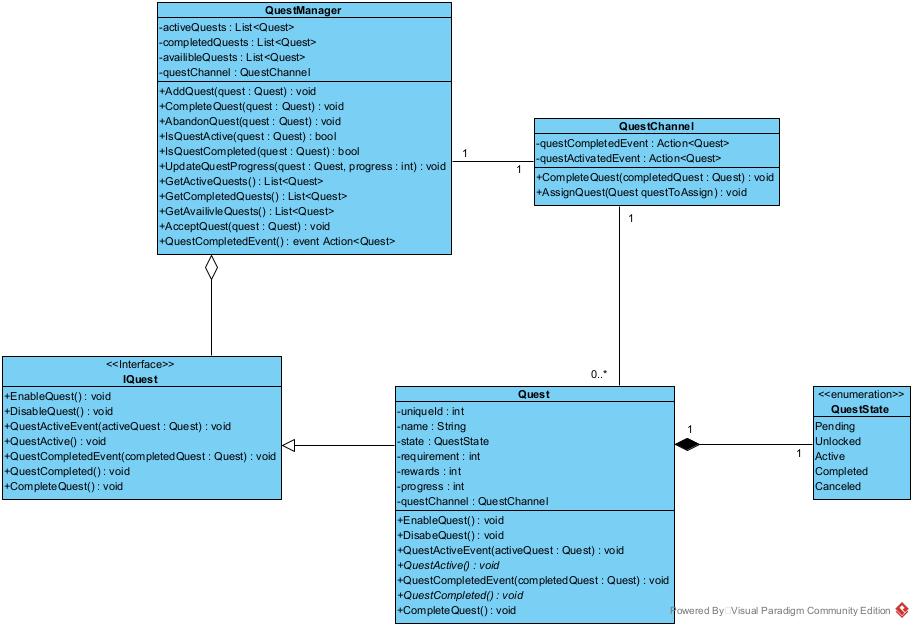 QuestManager
-activeQuests : List<Quest>
-completedQuests : List<Quest>
-availibleQuests : List<Quest>
-questChannel : QuestChannel
+AddQuest(quest : Quest) : void
+CompleteQuest(quest : Quest) : void
+AbandonQuest(quest : Quest) : void
+IsQuestActive(quest : Quest) : bool
+IsQuestCompleted(quest : Quest) : bool
+UpdateQuestProgress(quest : Quest, progress : int) : void
+GetActiveQuests() : List<Quest>
+GetCompletedQuests() : List<Quest>
+GetAvailivleQuests() : List<Quest>
+AcceptQuest(quest : Quest) : void
+QuestCompletedEvent() : event Action<Quest>
1
1
QuestChannel
-questCompletedEvent : Action<Quest>
-questActivatedEvent : Action<Quest>
+CompleteQuest(completedQuest : Quest) : void
+AssignQuest(Quest questToAssign) : void
1
0..*
<<Interface>>
IQuest
+EnableQuest() : void
+DisableQuest() : void
+QuestActiveEvent(activeQuest : Quest) : void
+QuestActive() : void
+QuestCompletedEvent(completedQuest : Quest) : void
+QuestCompleted() : void
+CompleteQuest() : void
Quest
-uniqueId : int
-name : String
-state : QuestState
-requirement : int
-rewards : int
-progress : int
-questChannel : QuestChannel
+EnableQuest() : void
+DisabeQuest() : void
+QuestActiveEvent(activeQuest : Quest) : void
+QuestActive() : void
+QuestCompletedEvent(completedQuest : Quest) : void
+QuestCompleted() : void
+CompleteQuest() : void
1
1
<<enumeration>>
QuestState
Pending
Unlocked
Active
Completed
Canceled
Powered By Visual Paradigm Community Edition